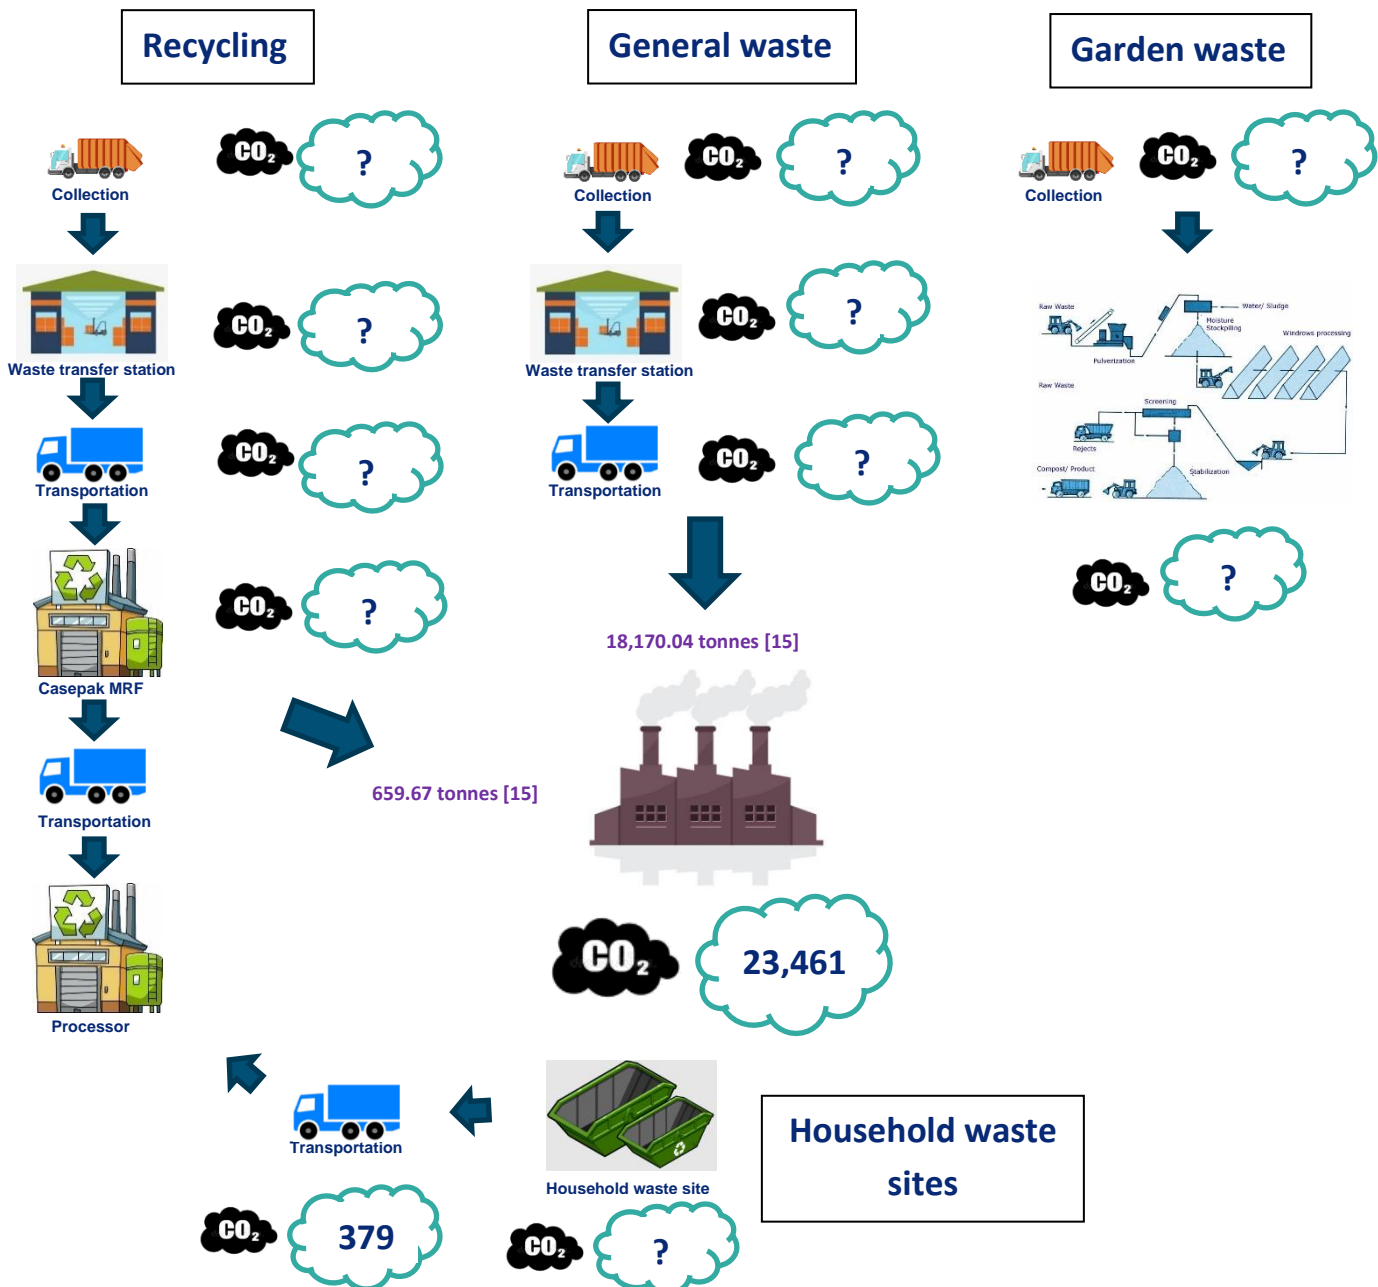 Recycling
General waste
Garden waste
CO₂
?
CO₂
?
CO₂
?
Collection
Collection
Collection
CO₂
?
CO₂
?
Waste transfer station
Waste transfer station
Raw Waste
Water/ Sludge
Moisture
Stockpiling
Windrows processing
Pulverization
Raw Waste
Screening
Rejects
Compost/ Product
Stabilization
CO₂
?
CO₂
?
Transportation
Transportation
CO₂
?
CO₂
?
Casepak MRF
18,170.04 tonnes [15]
659.67 tonnes [15]
Transportation
CO₂
23,461
Processor
Household waste
sites
Transportation
Household waste site
CO₂
379
CO₂
?